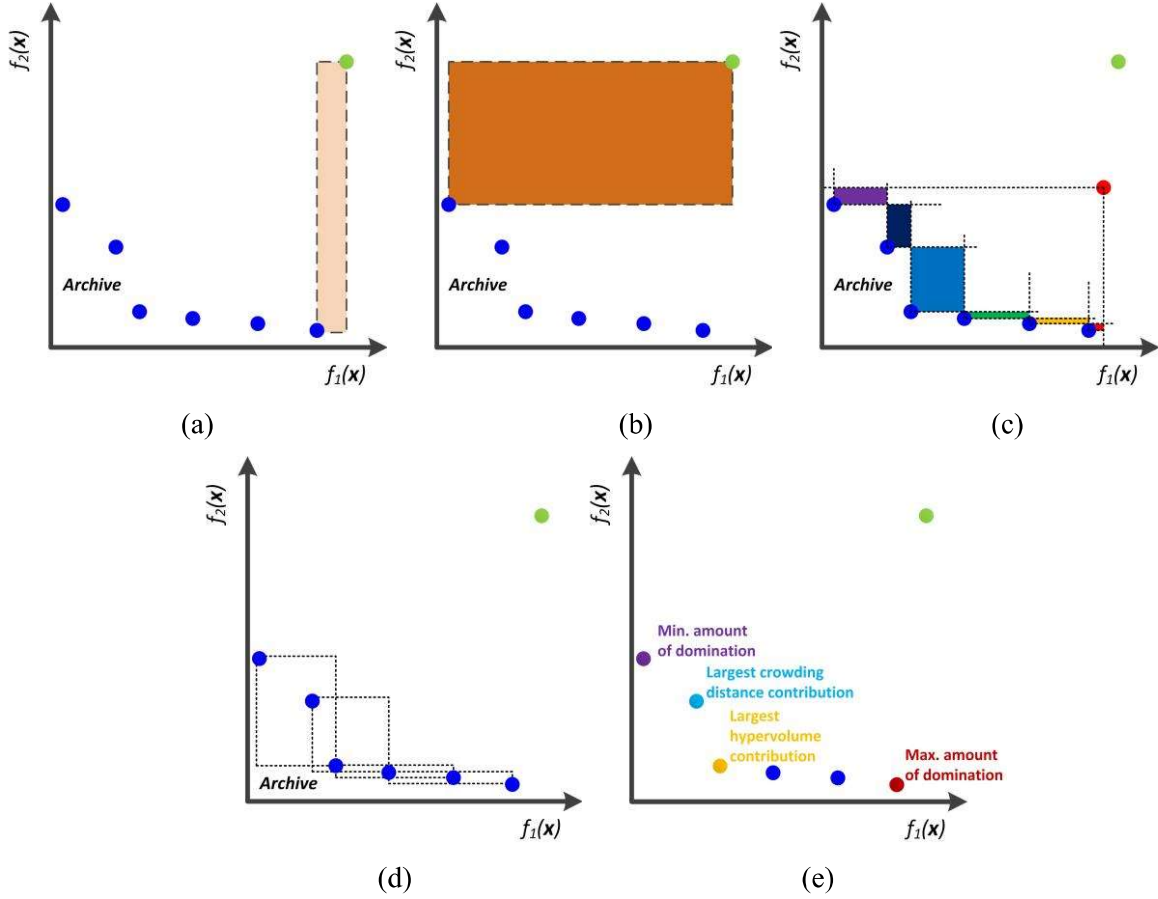 f₂(x)
Archive
f₁(x)
(a)
f₂(x)
Archive
f₁(x)
(b)
f₂(x)
Archive
f₁(x)
(c)
f₂(x)
Archive
f₁(x)
(d)
f₂(x)
Min. amount
of domination
Largest crowding
distance contribution
Largest
hypervolume
contribution
Max. amount
of domination
f₁(x)
(e)